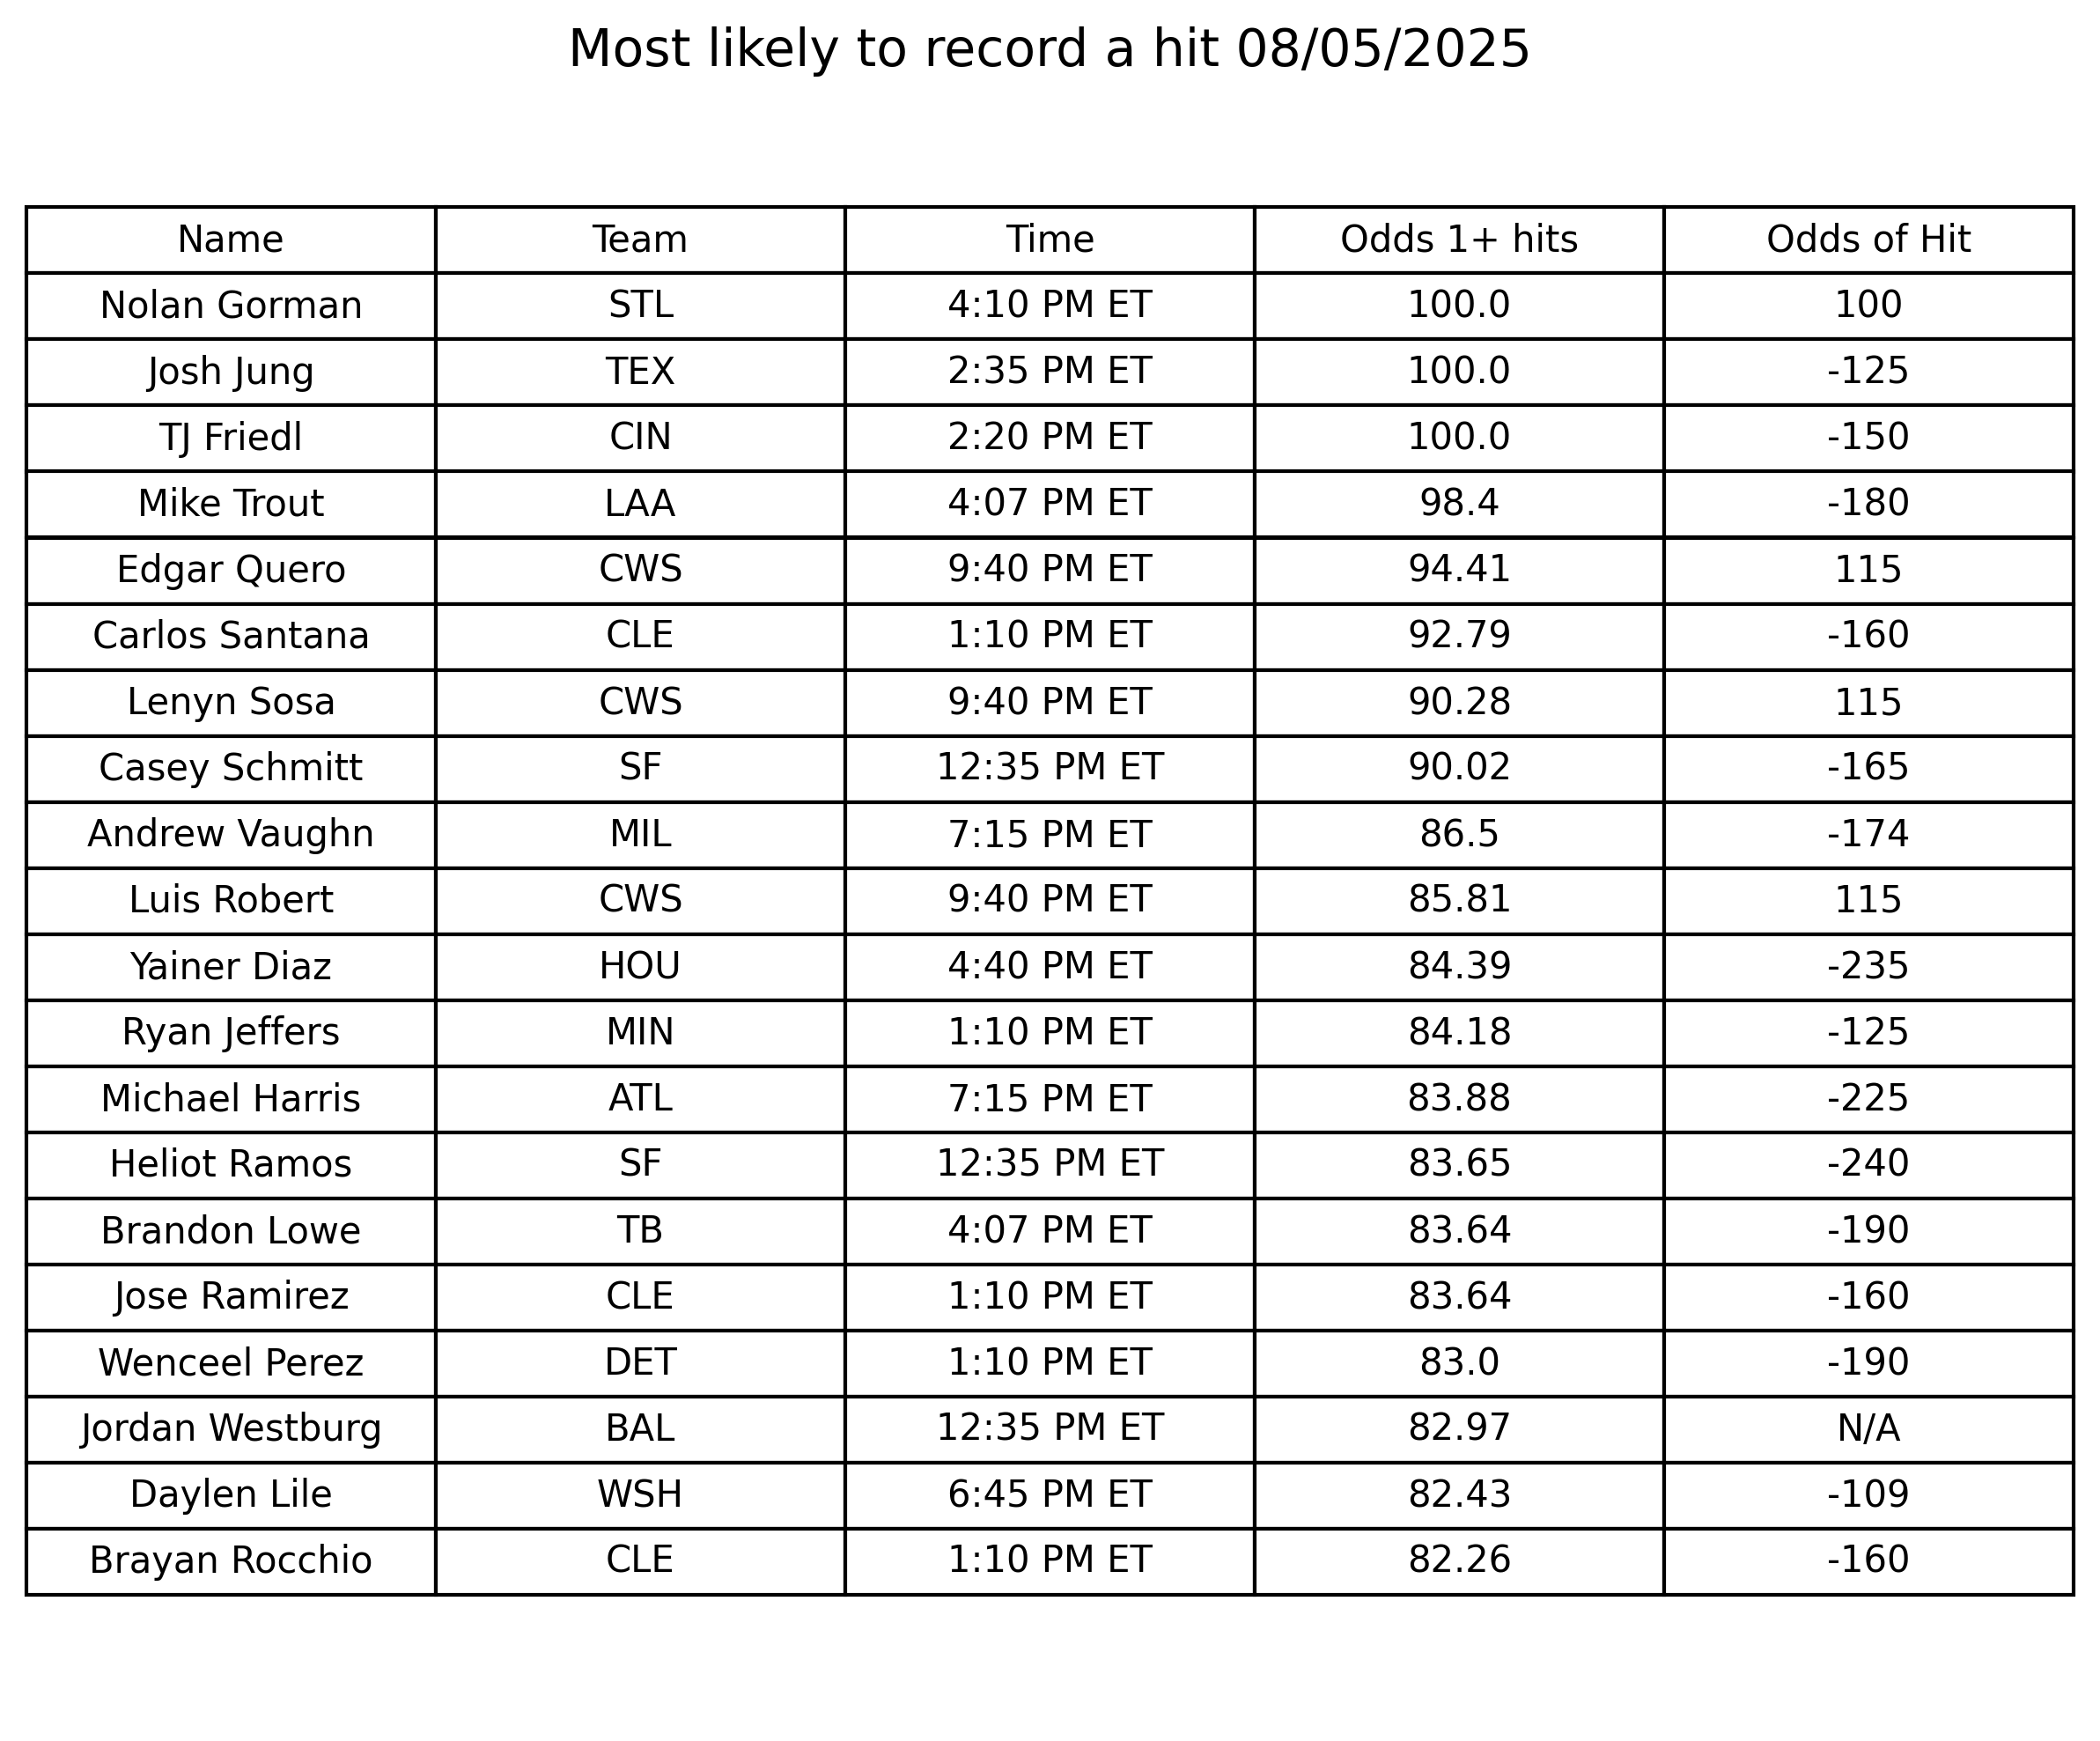 Most likely to record a hit 08/05/2025
Name Team Time Odds 1+ hits Odds of Hit
Nolan Gorman STL 4:10 PM ET 100.0 100
Josh Jung TEX 2:35 PM ET 100.0 -125
TJ Friedl CIN 2:20 PM ET 100.0 -150
Mike Trout LAA 4:07 PM ET 98.4 -180
Edgar Quero CWS 9:40 PM ET 94.41 115
Carlos Santana CLE 1:10 PM ET 92.79 -160
Lenyn Sosa CWS 9:40 PM ET 90.28 115
Casey Schmitt SF 12:35 PM ET 90.02 -165
Andrew Vaughn MIL 7:15 PM ET 86.5 -174
Luis Robert CWS 9:40 PM ET 85.81 115
Yainer Diaz HOU 4:40 PM ET 84.39 -235
Ryan Jeffers MIN 1:10 PM ET 84.18 -125
Michael Harris ATL 7:15 PM ET 83.88 -225
Heliot Ramos SF 12:35 PM ET 83.65 -240
Brandon Lowe TB 4:07 PM ET 83.64 -190
Jose Ramirez CLE 1:10 PM ET 83.64 -160
Wenceel Perez DET 1:10 PM ET 83.0 -190
Jordan Westburg BAL 12:35 PM ET 82.97 N/A
Daylen Lile WSH 6:45 PM ET 82.43 -109
Brayan Rocchio CLE 1:10 PM ET 82.26 -160